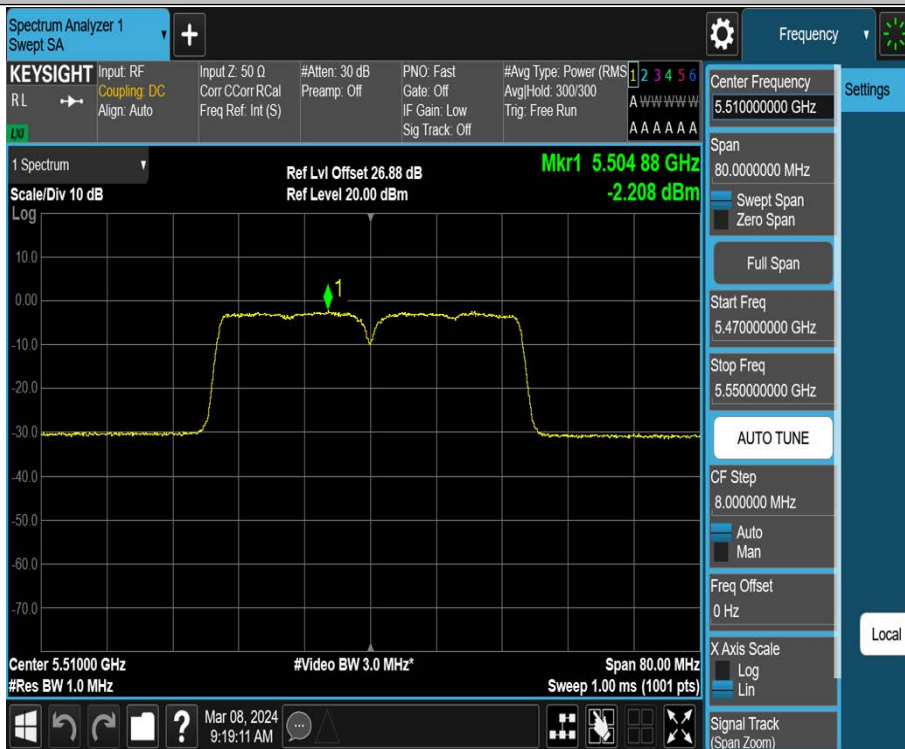 Spectrum Analyzer 1
Swept SA
+
Frequency
KEYSIGHT
RL
LXI
Input: RF
Coupling: DC
Align: Auto
Input Z: 50 Ω
Corr CCorr RCal
Freq Ref: Int (S)
#Atten: 30 dB
Preamp: Off
PNO: Fast
Gate: Off
IF Gain: Low
Sig Track: Off
#Avg Type: Power (RMS
Avg|Hold: 300/300
Trig: Free Run
1 2 3 4 5 6
A W W W W W
A A A A A A
1 Spectrum
Scale/Div 10 dB
Log
Ref Lvl Offset 26.88 dB
Ref Level 20.00 dBm
Mkr1 5.504 88 GHz
-2.208 dBm
10.0
0.00
-10.0
-20.0
-30.0
-40.0
-50.0
-60.0
-70.0
1
Center 5.51000 GHz
#Res BW 1.0 MHz
#Video BW 3.0 MHz*
Span 80.00 MHz
Sweep 1.00 ms (1001 pts)
?
Mar 08, 2024
9:19:11 AM
Center Frequency
5.510000000 GHz
Span
80.0000000 MHz
Swept Span
Zero Span
Full Span
Start Freq
5.470000000 GHz
Stop Freq
5.550000000 GHz
AUTO TUNE
CF Step
8.000000 MHz
Auto
Man
Freq Offset
0 Hz
X Axis Scale
Log
Lin
Signal Track
(Span Zoom)
Settings
Local